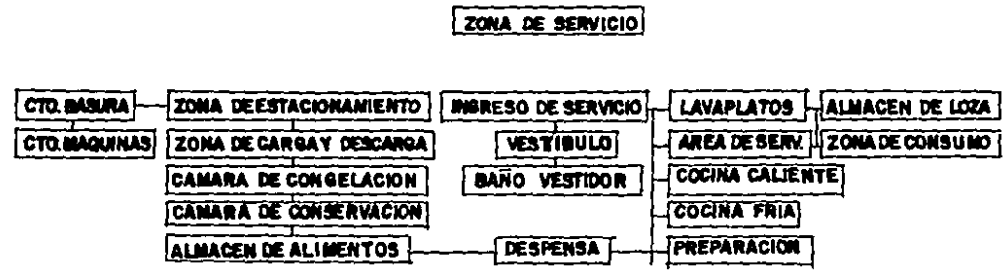 ZONA DE SERVICIO
CTO. BASURA
ZONA DE ESTACIONAMIENTO
INGRESO DE SERVICIO
LAVAPLATOS
ALMACEN DE LOZA
CTO. MAQUINAS
ZONA DE CARGA Y DESCARGA
VESTIBULO
AREA DE SERV.
ZONA DE CONSUMO
CAMARA DE CONGELACION
BAÑO VESTIDOR
COCINA CALIENTE
CAMARA DE CONSERVACION
COCINA FRIA
ALMACEN DE ALIMENTOS
DESPENSA
PREPARACION